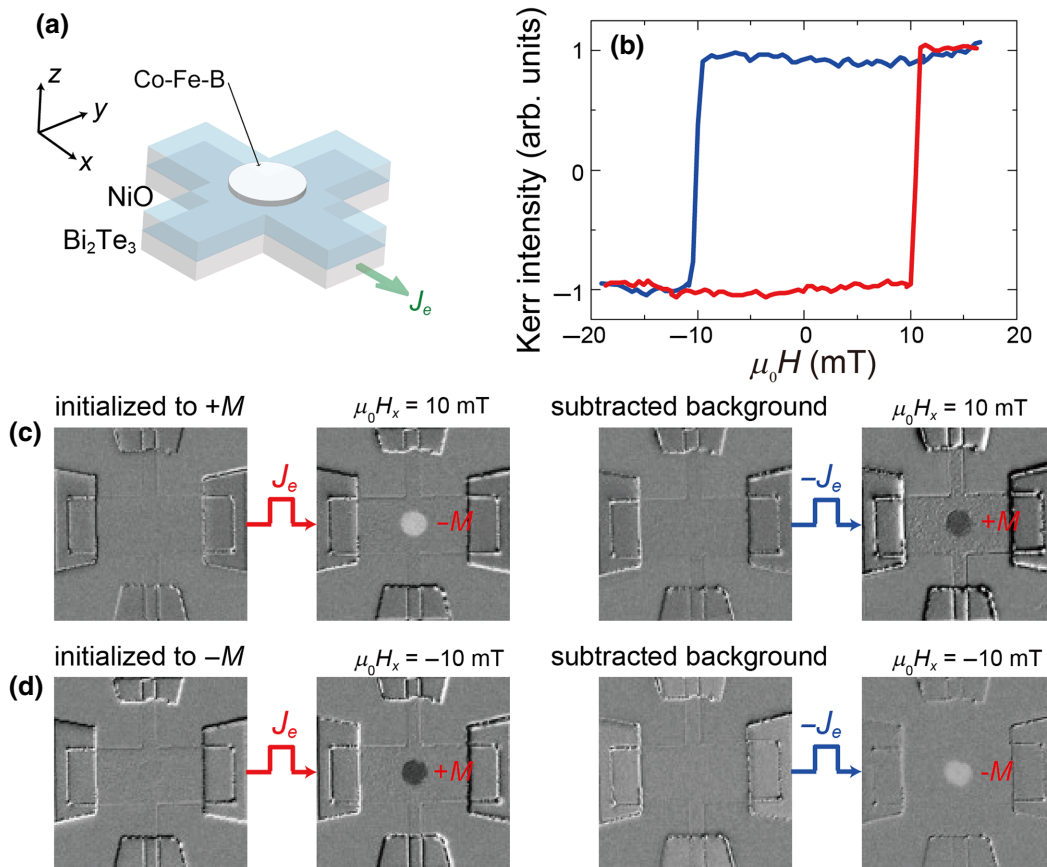 (a)
Co-Fe-B
z
y
x
NiO
Bi₂Te₃
Jₑ
(b)
Kerr intensity (arb. units)
1
0
−1
−20
−10
0
10
20
μ₀H (mT)
(c)
initialized to +M
μ₀Hₓ = 10 mT
subtracted background
μ₀Hₓ = 10 mT
Jₑ
−M
−Jₑ
+M
(d)
initialized to −M
μ₀Hₓ = −10 mT
subtracted background
μ₀Hₓ = −10 mT
Jₑ
+M
−Jₑ
-M